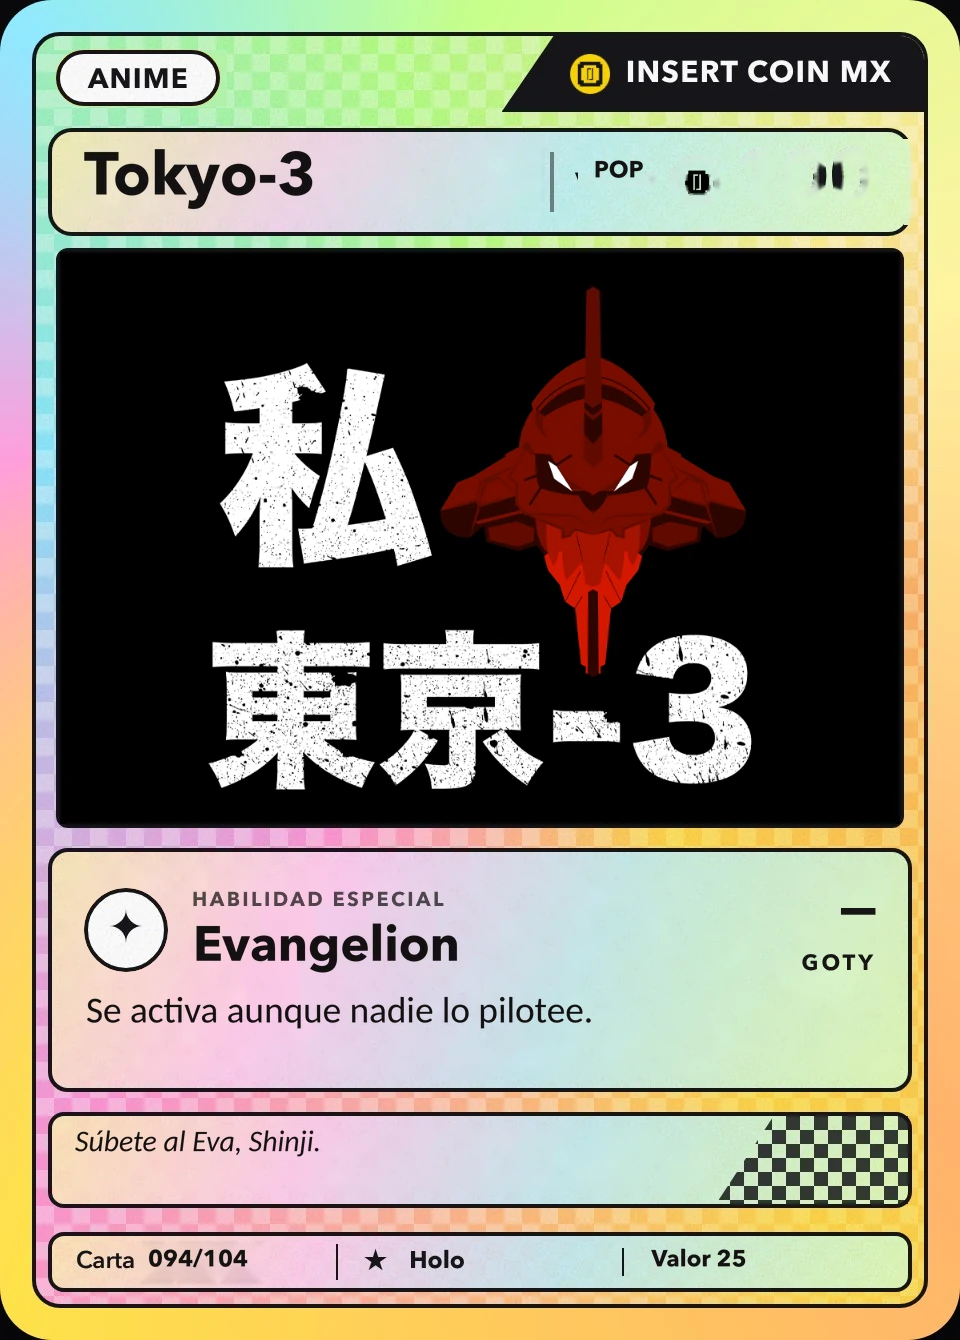 ANIME
INSERT COIN MX
Tokyo-3
POP
私
東京-3
HABILIDAD ESPECIAL
Evangelion
—
GOTY
Se activa aunque nadie lo pilotee.
Súbete al Eva, Shinji.
Carta 094/104 ★ Holo Valor 25